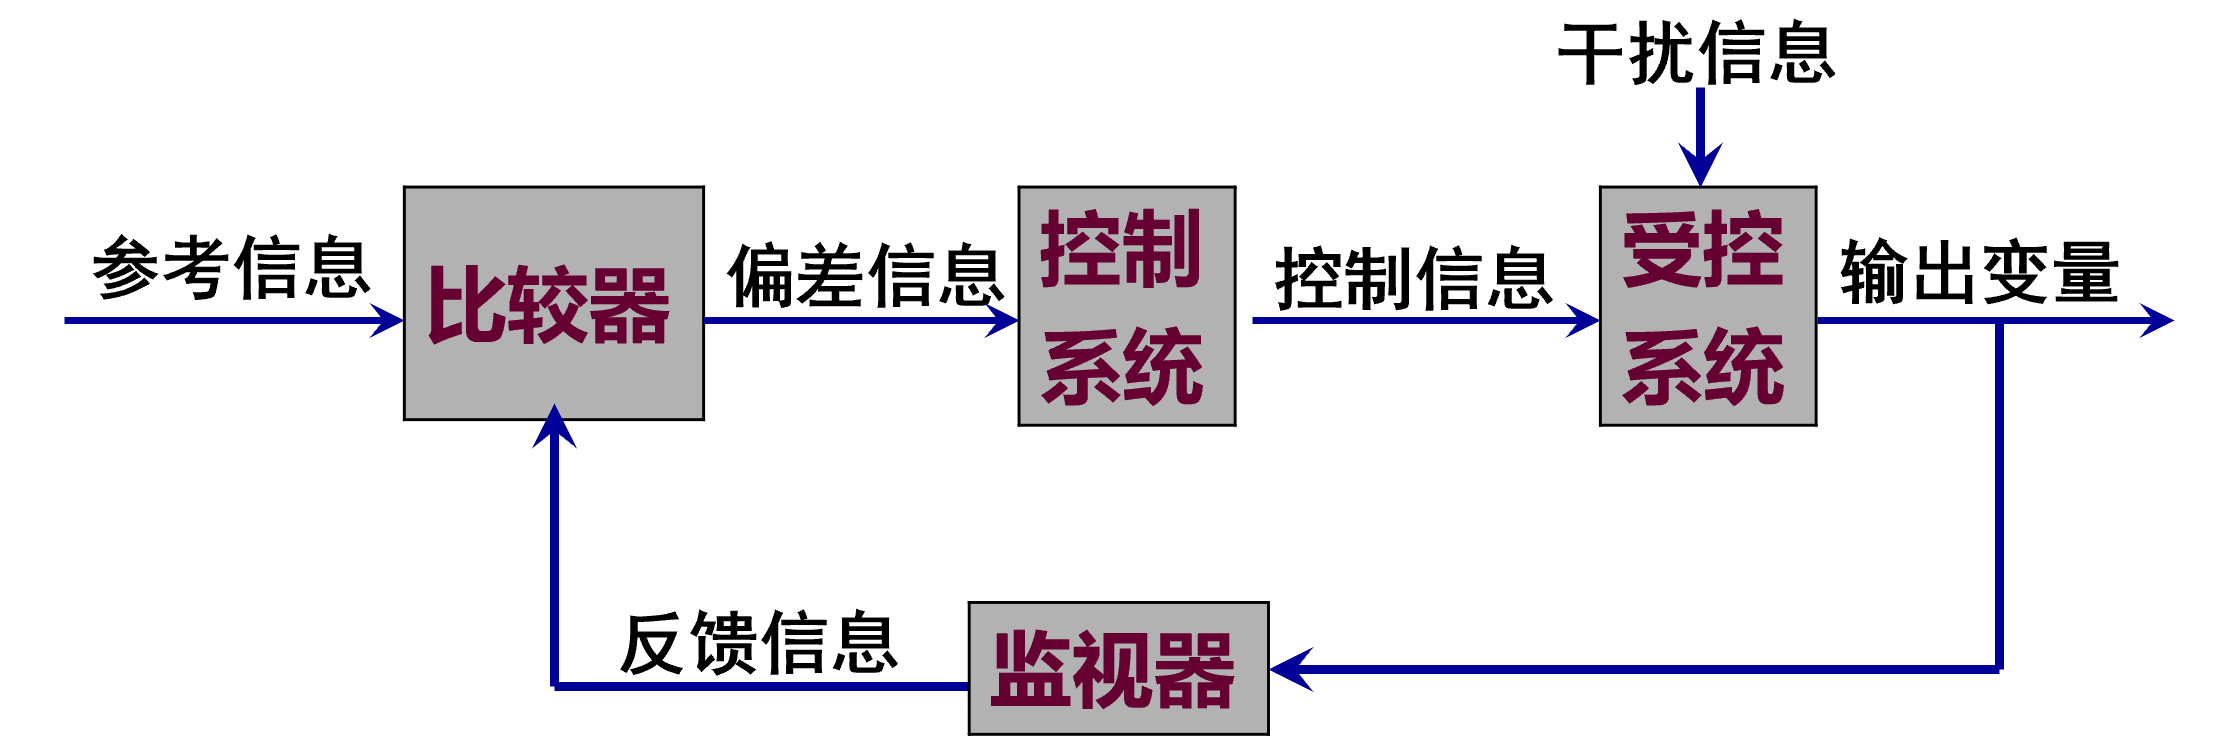 干扰信息
参考信息
比较器
偏差信息
控制
系统
控制信息
受控
系统
输出变量
反馈信息
监视器